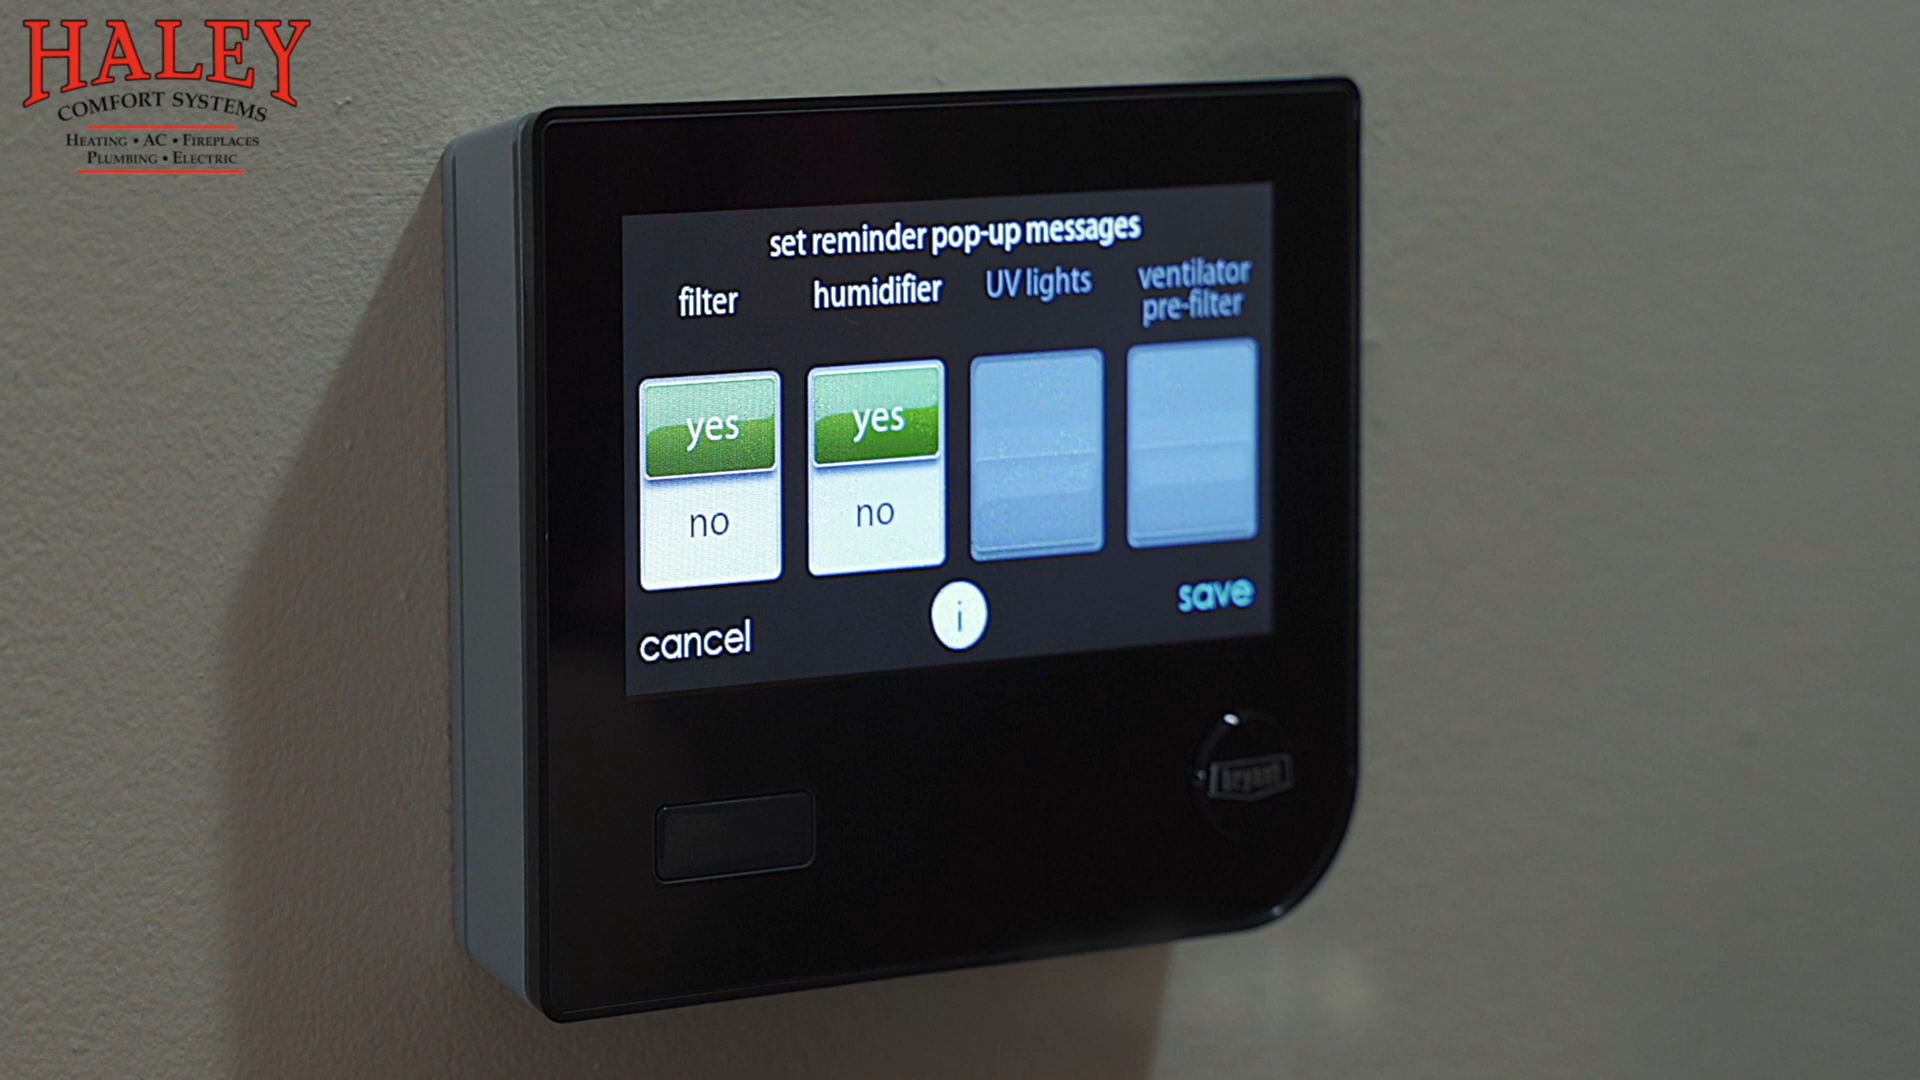 HALEY
COMFORT SYSTEMS
HEATING • AC • FIREPLACES
PLUMBING • ELECTRIC
set reminder pop-up messages
filter
humidifier
UV lights
ventilator
pre-filter
yes
yes
no
no
cancel
i
save
bryant